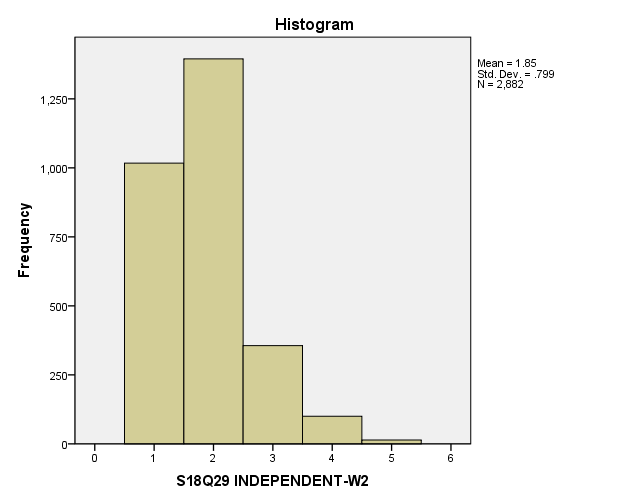 Histogram
Mean = 1.85
Std. Dev. = .799
N = 2,882
Frequency
1,250
1,000
750
500
250
0
0 1 2 3 4 5 6
S18Q29 INDEPENDENT-W2